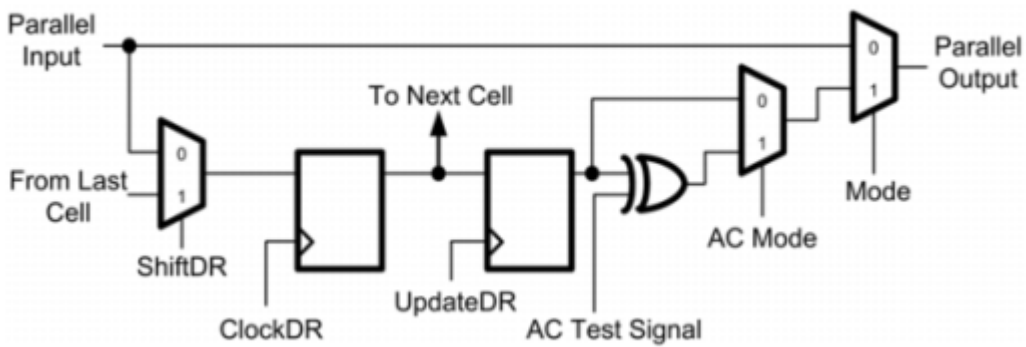 Parallel
Input
0
1
Parallel
Output
To Next Cell
0
1
0
1
From Last
Cell
Mode
AC Mode
ShiftDR
UpdateDR
ClockDR
AC Test Signal